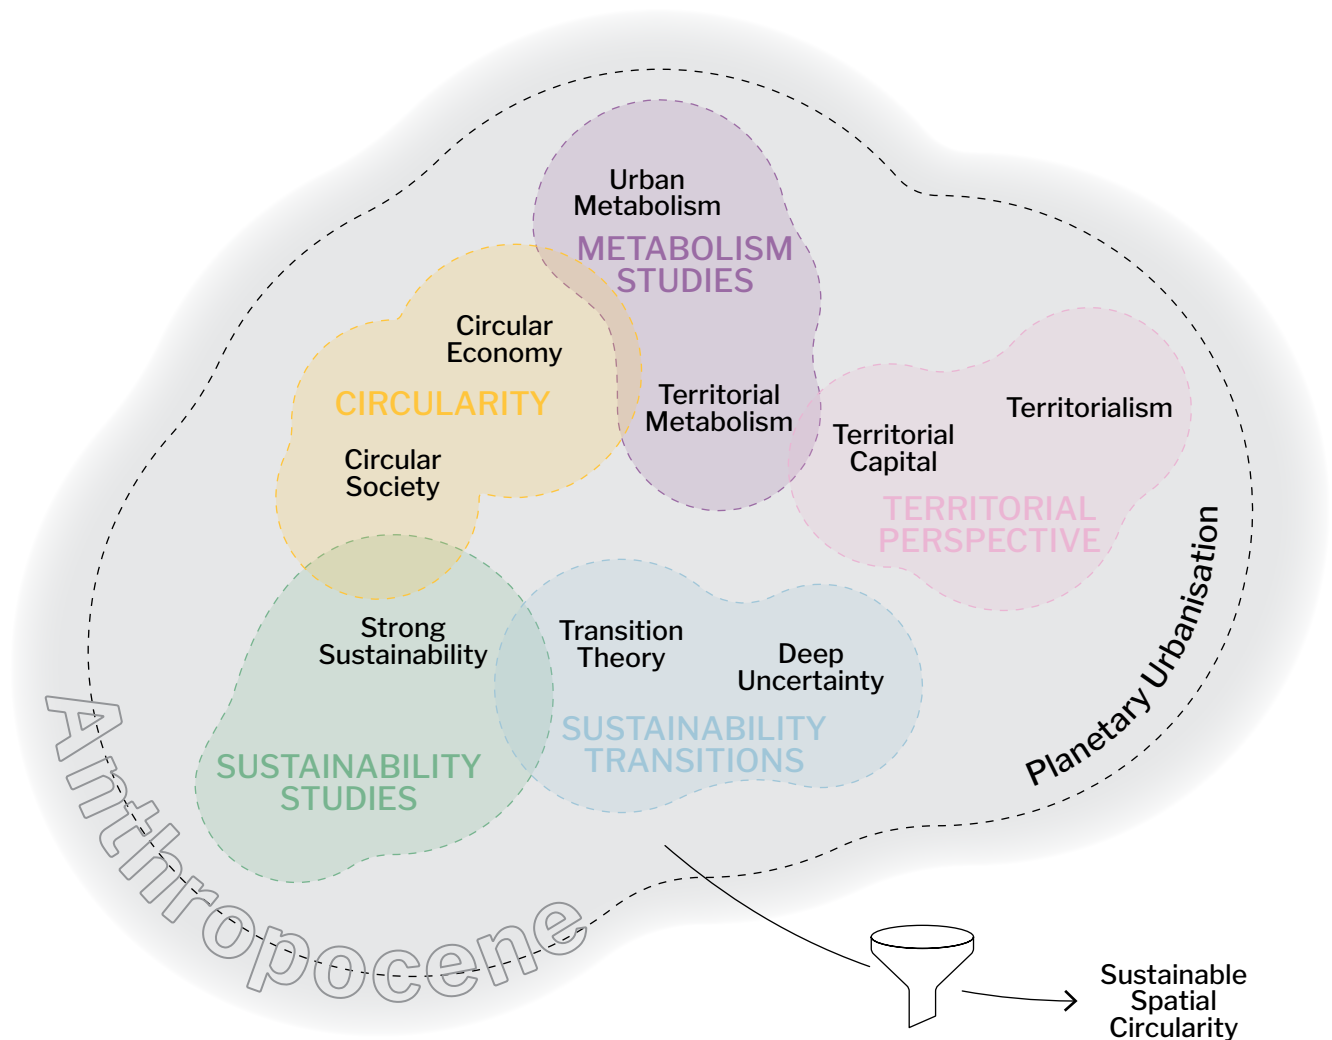 Urban
Metabolism
METABOLISM
STUDIES
Circular
Economy
CIRCULARITY
Circular
Society
Territorial
Metabolism
Territorialism
Territorial
Capital
TERRITORIAL
PERSPECTIVE
Strong
Sustainability
SUSTAINABILITY
STUDIES
Transition
Theory
Deep
Uncertainty
SUSTAINABILITY
TRANSITIONS
Planetary Urbanisation
Anthropocene
Sustainable
Spatial
Circularity